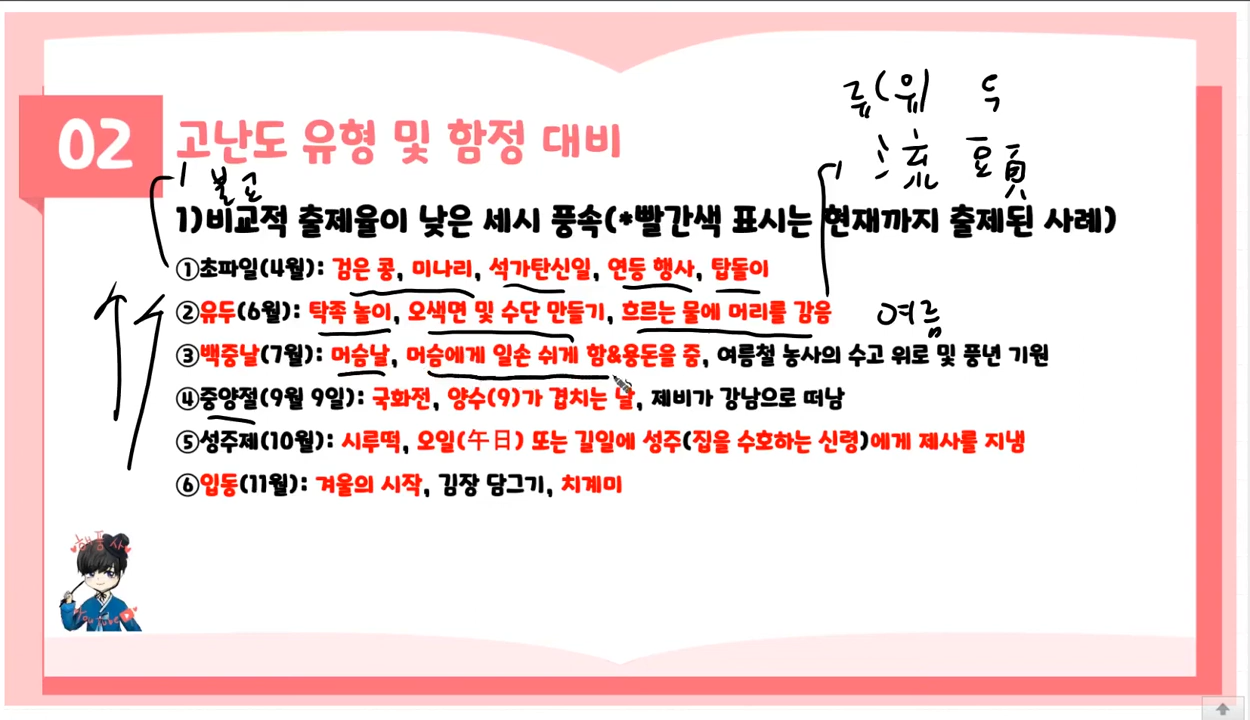 류(유) 두
流 頭
02 고난도 유형 및 함정 대비
불교
1)비교적 출제율이 낮은 세시 풍속(*빨간색 표시는 현재까지 출제된 사례)
①초파일(4월): 검은 콩, 미나리, 석가탄신일, 연등 행사, 탑돌이
②유두(6월): 탁족 놀이, 오색면 및 수단 만들기, 흐르는 물에 머리를 감음
여름
③백중날(7월): 머슴날, 머슴에게 일손 쉬게 함&용돈을 줌, 여름철 농사의 수고 위로 및 풍년 기원
④중양절(9월 9일): 국화전, 양수(9)가 겹치는 날, 제비가 강남으로 떠남
⑤성주제(10월): 시루떡, 오일(午日) 또는 길일에 성주(집을 수호하는 신령)에게 제사를 지냄
⑥입동(11월): 겨울의 시작, 김장 담그기, 치계미
해풍사
YouTube